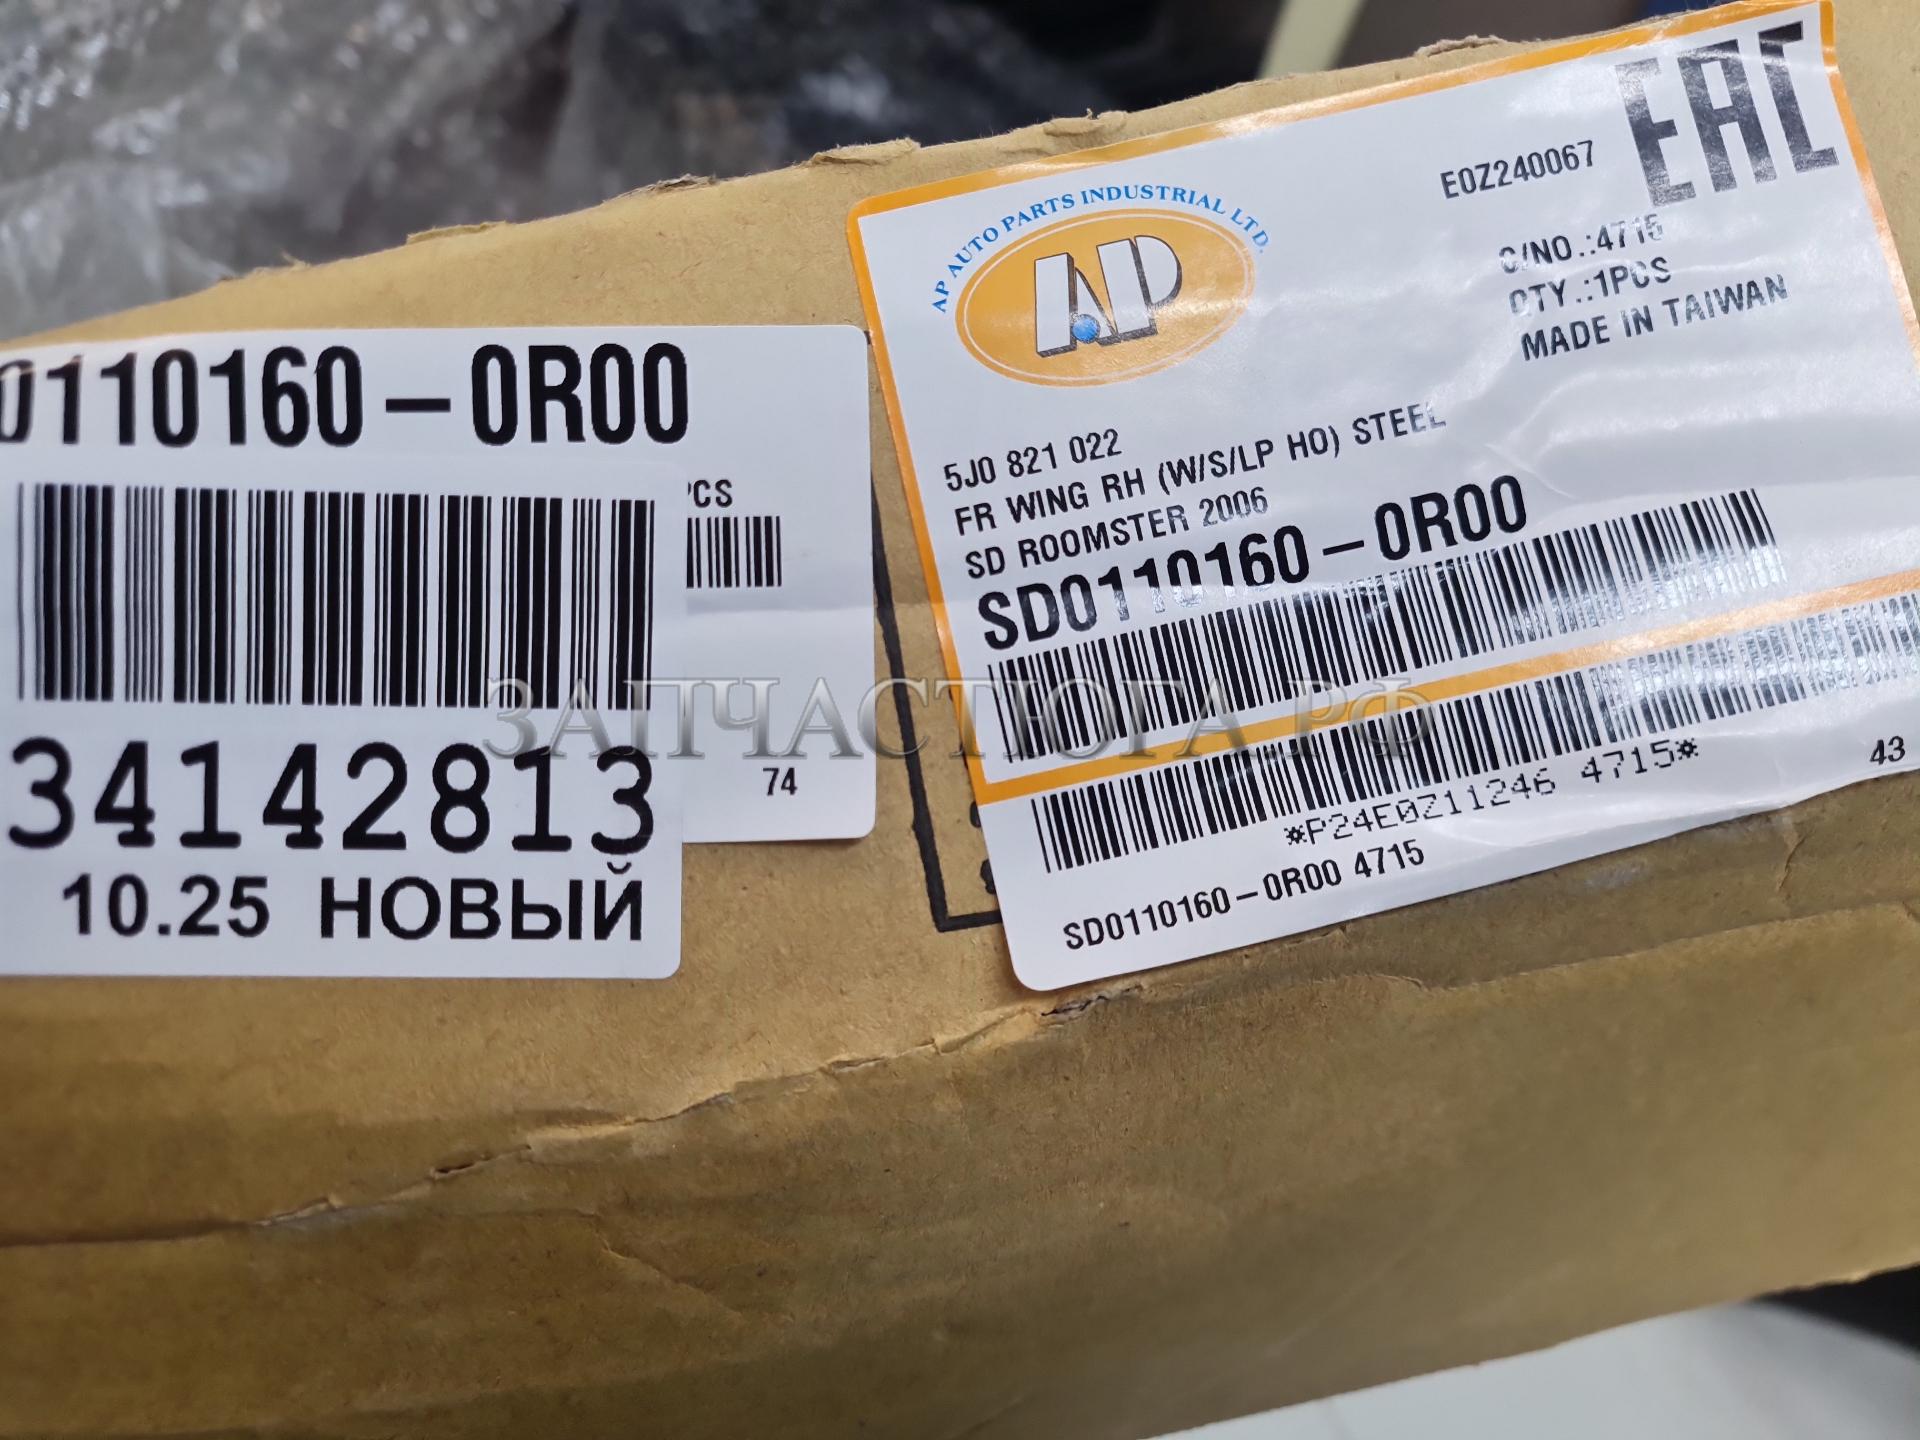 0110160-0R00
PCS
34142813
74
10.25 НОВЫЙ
AP AUTO PARTS INDUSTRIAL LTD.
AP
E0Z240067
EAC
C/NO.:4715
QTY.:1PCS
MADE IN TAIWAN
5J0 821 022
FR WING RH (W/S/LP HO) STEEL
SD ROOMSTER 2006
SD0110160-0R00
*P24E0Z11246 4715*
43
SD0110160-0R00 4715
ЗАПЧАСТЮГА.РФ